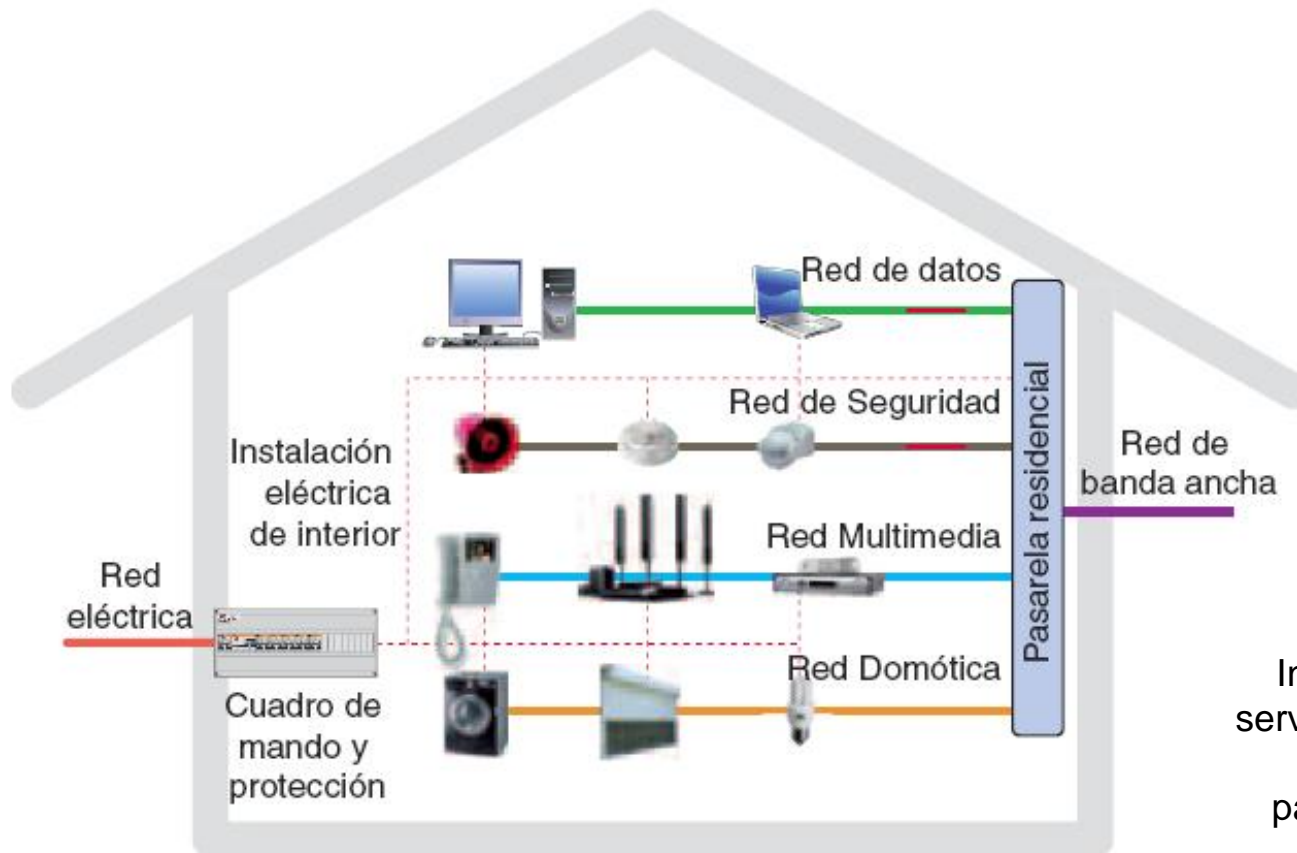 Red de datos
Red de Seguridad
Instalación
eléctrica
de interior
Red Multimedia
Red
eléctrica
Red Domótica
Cuadro de
mando y
protección
Pasarela residencial
Red de
banda ancha